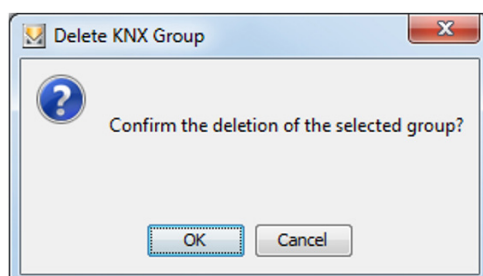 Delete KNX Group
Confirm the deletion of the selected group?
OK
Cancel